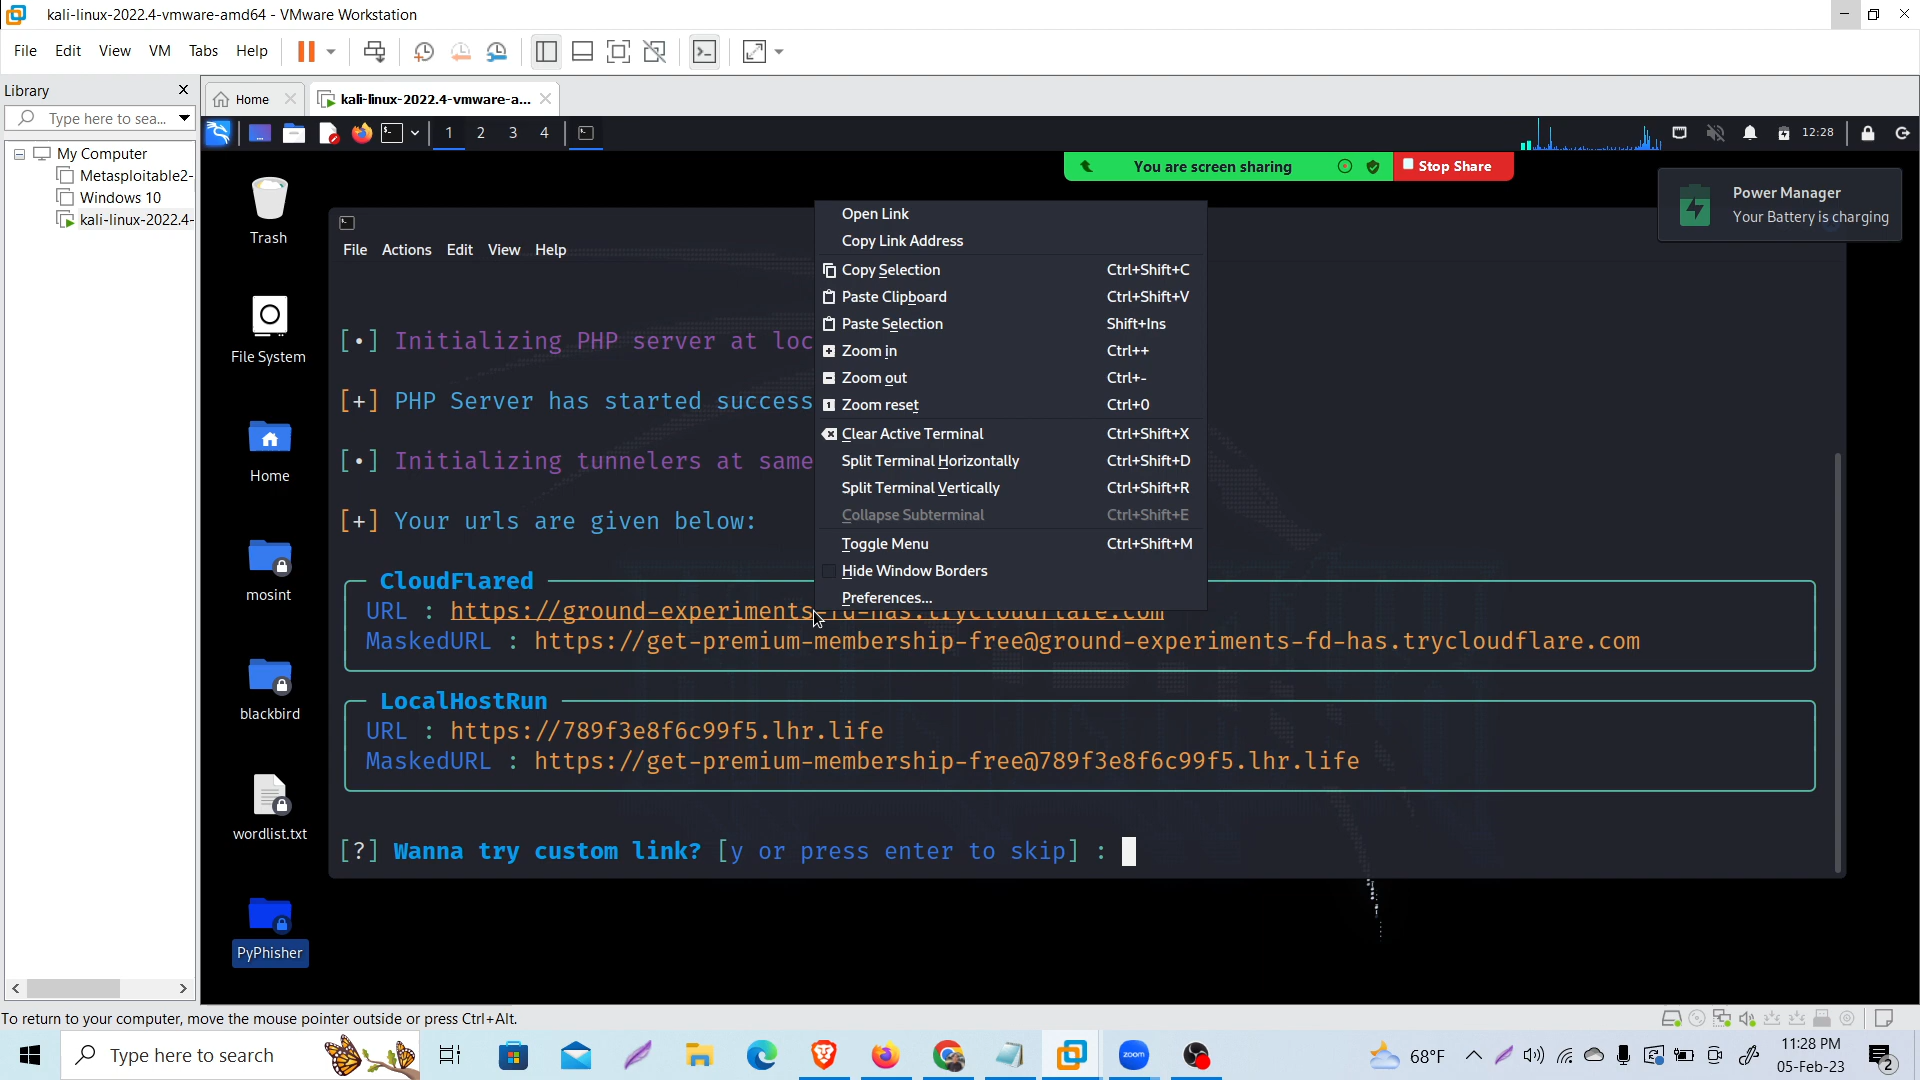 kali-linux-2022.4-vmware-amd64 - VMware Workstation
File Edit View VM Tabs Help
Library
Home
kali-linux-2022.4-vmware-a...
Type here to sea...
1 2 3 4
12:28
My Computer
Metasploitable2-
Windows 10
kali-linux-2022.4-
You are screen sharing
Stop Share
Power Manager
Your Battery is charging
Trash
File System
Home
mosint
blackbird
wordlist.txt
PyPhisher
File Actions Edit View Help
Open Link
Copy Link Address
Copy Selection Ctrl+Shift+C
Paste Clipboard Ctrl+Shift+V
Paste Selection Shift+Ins
Zoom in Ctrl++
Zoom out Ctrl+-
Zoom reset Ctrl+0
Clear Active Terminal Ctrl+Shift+X
Split Terminal Horizontally Ctrl+Shift+D
Split Terminal Vertically Ctrl+Shift+R
Collapse Subterminal Ctrl+Shift+E
Toggle Menu Ctrl+Shift+M
Hide Window Borders
Preferences...
[•] Initializing PHP server at loc
[+] PHP Server has started success
[•] Initializing tunnelers at same
[+] Your urls are given below:
CloudFlared
URL : https://ground-experiments-fd-has.trycloudflare.com
MaskedURL : https://get-premium-membership-free@ground-experiments-fd-has.trycloudflare.com
LocalHostRun
URL : https://789f3e8f6c99f5.lhr.life
MaskedURL : https://get-premium-membership-free@789f3e8f6c99f5.lhr.life
[?] Wanna try custom link? [y or press enter to skip] :
To return to your computer, move the mouse pointer outside or press Ctrl+Alt.
Type here to search
zoom
68°F
11:28 PM
05-Feb-23
2